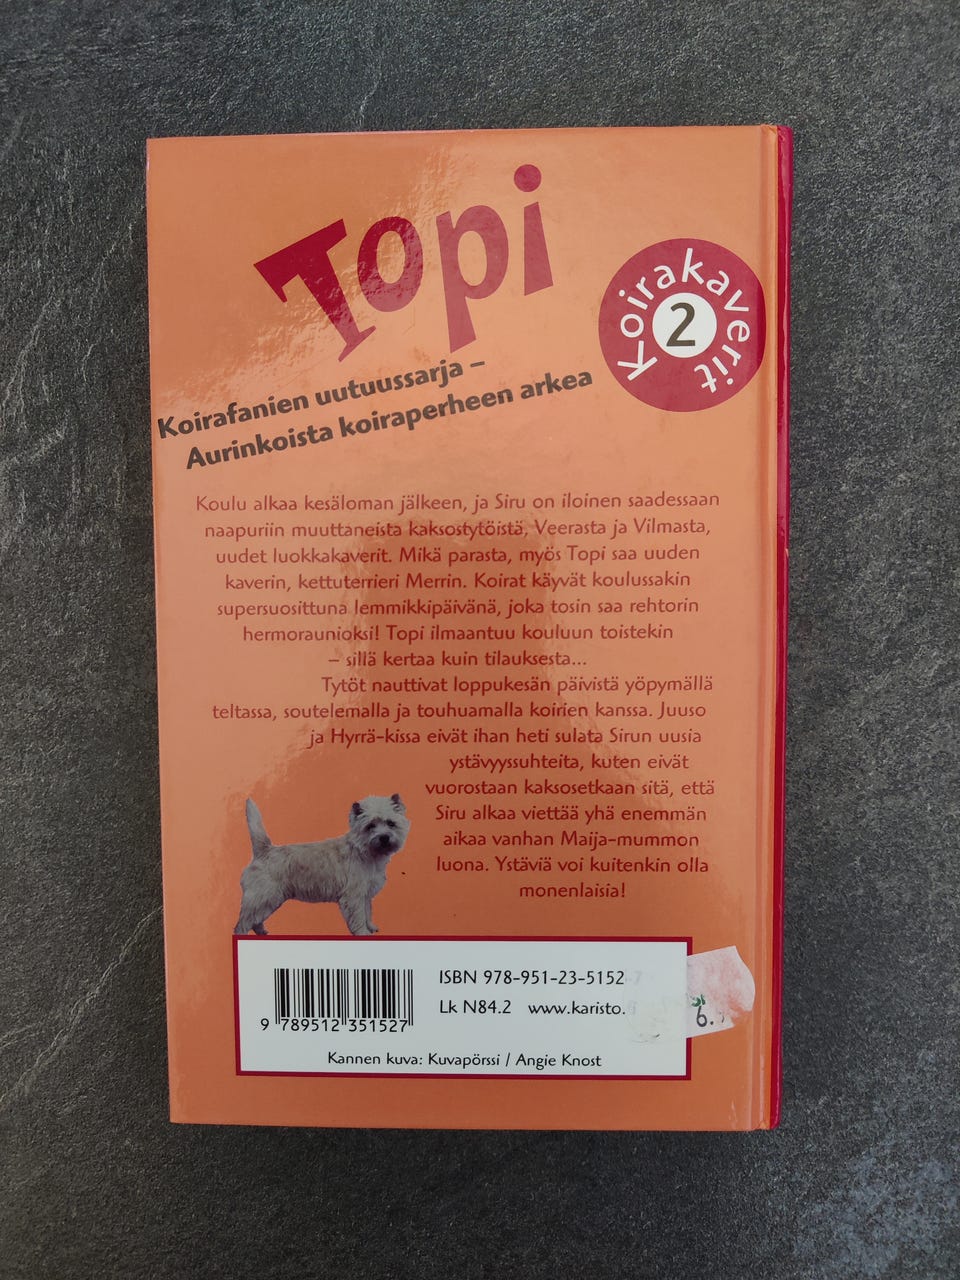 Topi
Koirakaverit
2
Koirafanien uutuussarja –
Aurinkoista koiraperheen arkea
Koulu alkaa kesäloman jälkeen, ja Siru on iloinen saadessaan
naapuriin muuttaneista kaksostytöistä, Veerasta ja Vilmasta,
uudet luokkakaverit. Mikä parasta, myös Topi saa uuden
kaverin, kettuterrieri Merrin. Koirat käyvät koulussakin
supersuosittuna lemmikkipäivänä, joka tosin saa rehtorin
hermoraunioksi! Topi ilmaantuu kouluun toistekin
– sillä kertaa kuin tilauksesta...
Tytöt nauttivat loppukesän päivistä yöpymällä
teltassa, soutelemalla ja touhuamalla koirien kanssa. Juuso
ja Hyrrä-kissa eivät ihan heti sulata Sirun uusia
ystävyyssuhteita, kuten eivät
vuorostaan kaksosetkaan sitä, että
Siru alkaa viettää yhä enemmän
aikaa vanhan Maija-mummon
luona. Ystäviä voi kuitenkin olla
monenlaisia!
ISBN 978-951-23-5152-7
Lk N84.2 www.karisto.
9 789512 351527
6.
Kannen kuva: Kuvapörssi / Angie Knost